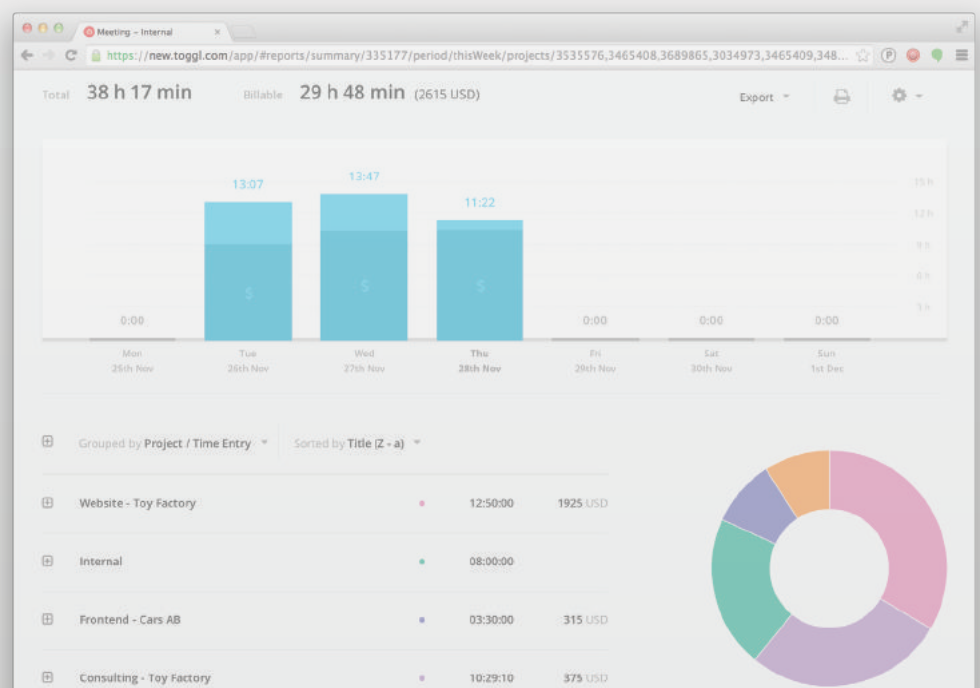 Meeting – Internal
https://new.toggl.com/app/#reports/summary/335177/period/thisWeek/projects/3535576,3465408,3689865,3034973,3465409,348...
Total 38 h 17 min Billable 29 h 48 min (2615 USD) Export
15 h
13:07 13:47 11:22
12 h
9 h
6 h
$ $ $
3 h
0:00 0:00 0:00 0:00
Mon Tue Wed Thu Fri Sat Sun
25th Nov 26th Nov 27th Nov 28th Nov 29th Nov 30th Nov 1st Dec
Grouped by Project / Time Entry Sorted by Title (Z - a)
Website - Toy Factory 12:50:00 1925 USD
Internal 08:00:00
Frontend - Cars AB 03:30:00 315 USD
Consulting - Toy Factory 10:29:10 375 USD